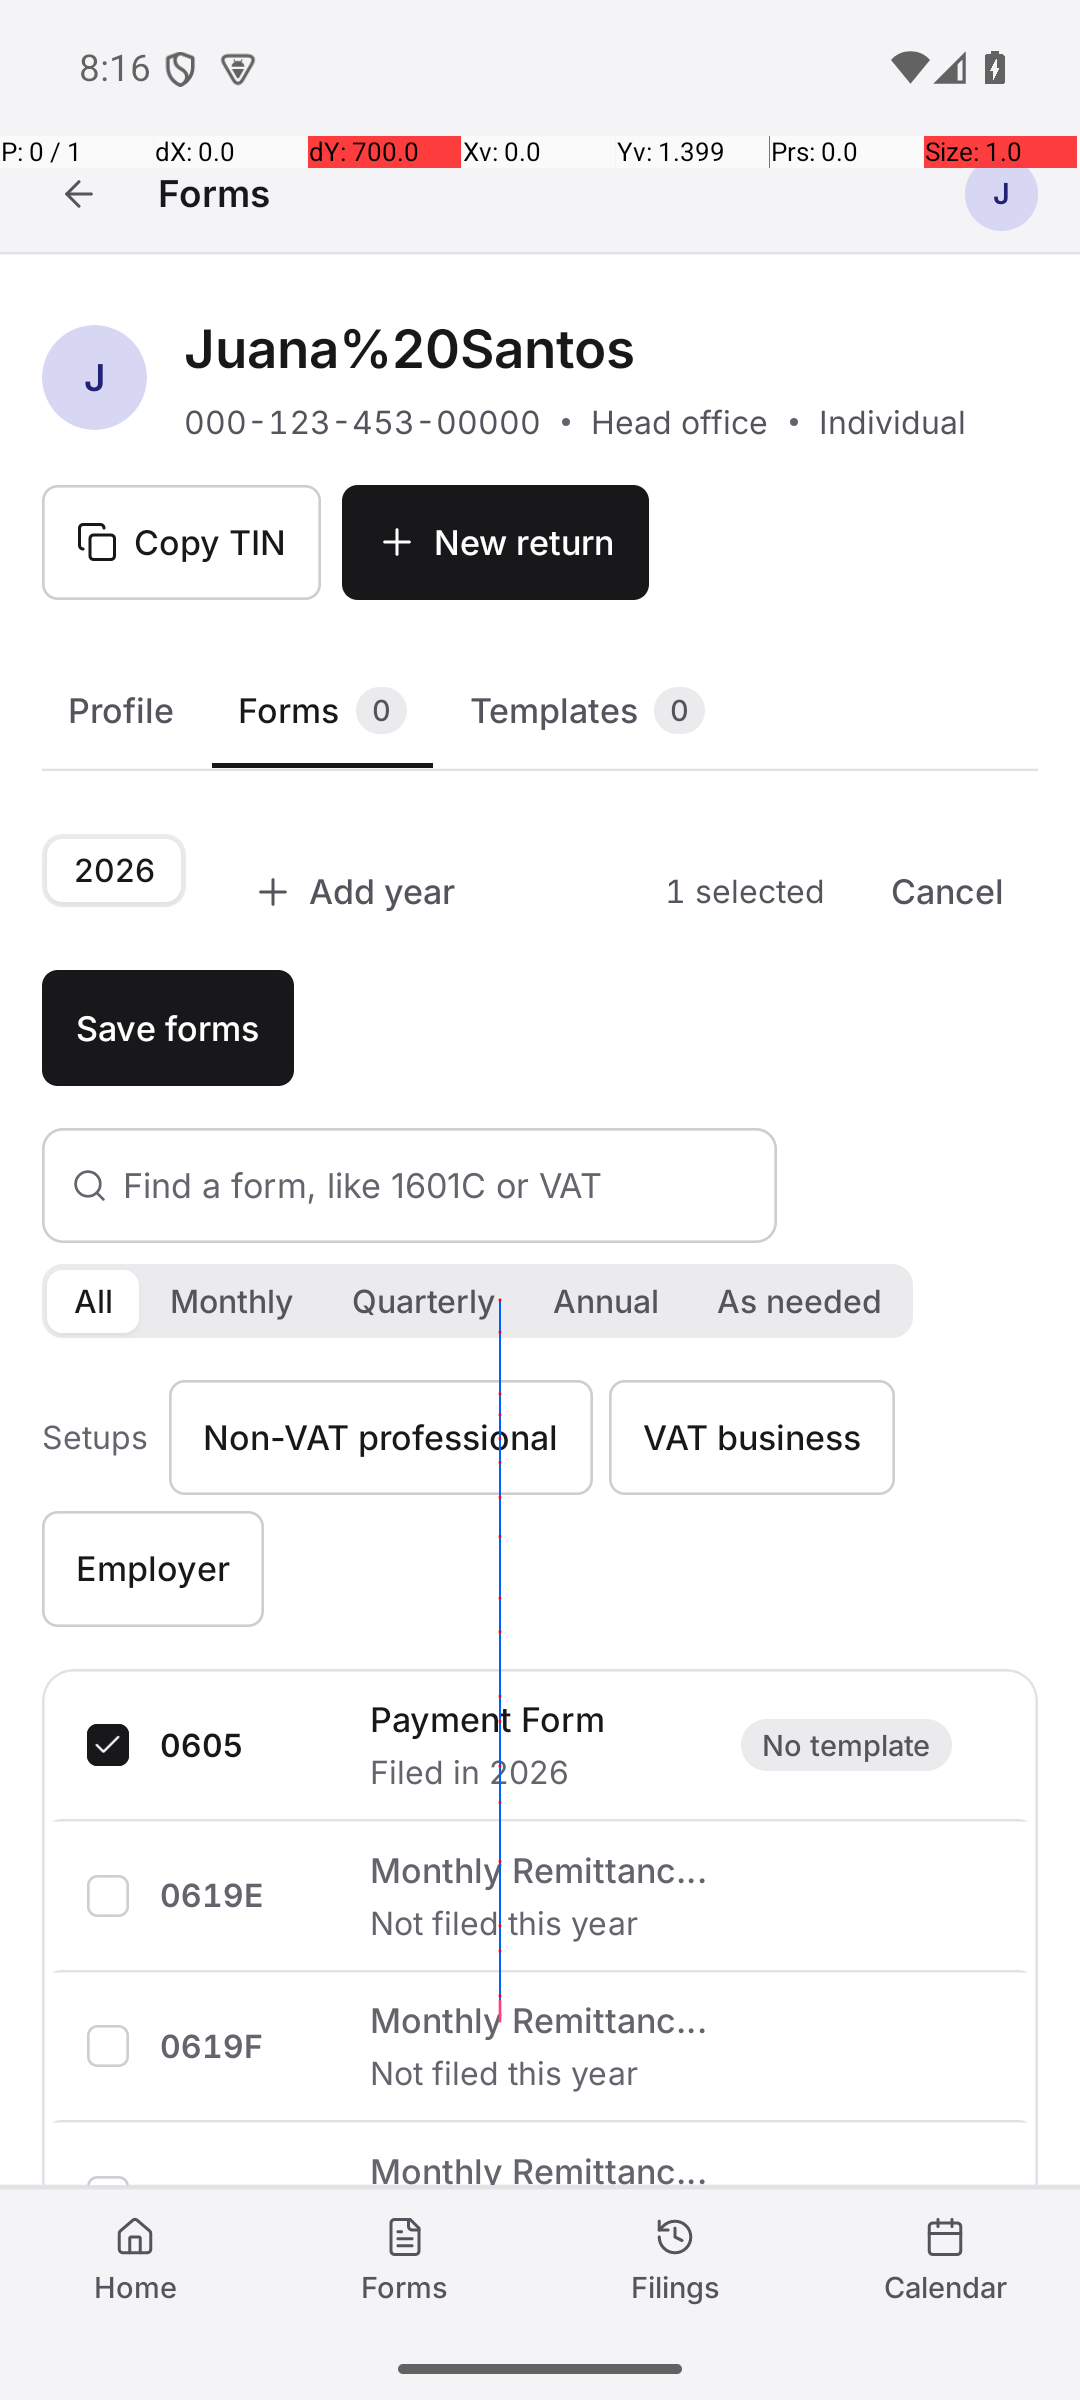 8:16
P: 0 / 1 dX: 0.0 dY: 700.0 Xv: 0.0 Yv: 1.399 Prs: 0.0 Size: 1.0
Forms J
J
Juana%20Santos
000-123-453-00000 • Head office • Individual
Copy TIN New return
Profile Forms 0 Templates 0
2026 Add year 1 selected Cancel
Save forms
Find a form, like 1601C or VAT
All Monthly Quarterly Annual As needed
Setups Non-VAT professional VAT business
Employer
0605 Payment Form No template
Filed in 2026
0619E Monthly Remittanc...
Not filed this year
0619F Monthly Remittanc...
Not filed this year
Monthly Remittanc...
Home Forms Filings Calendar